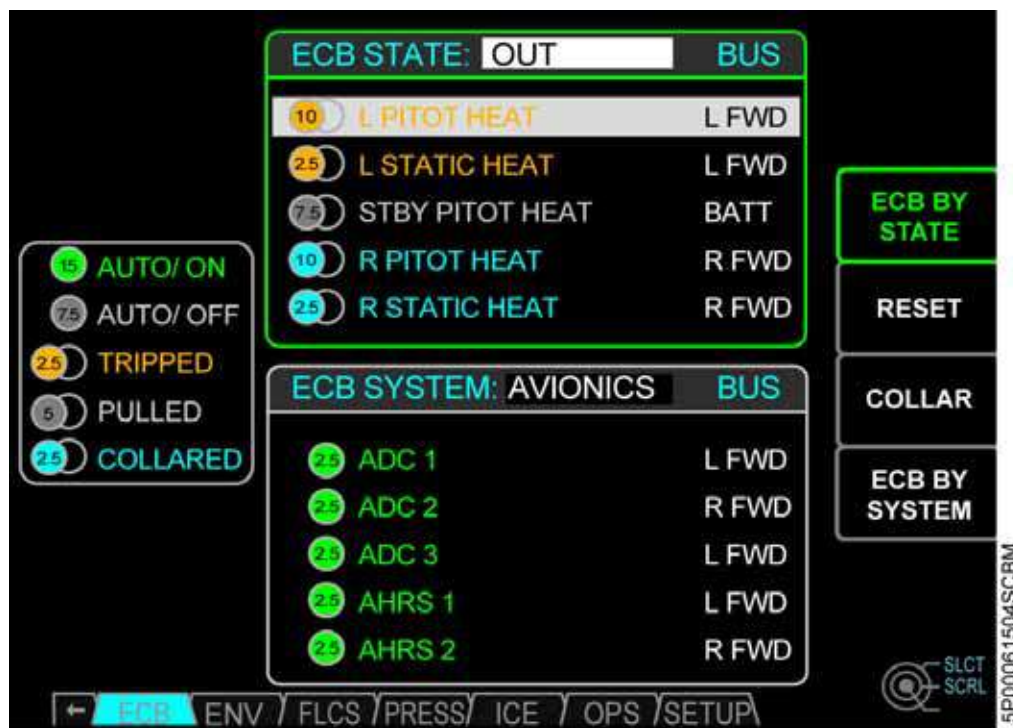 ECB STATE: OUT BUS
10 L PITOT HEAT L FWD
2.5 L STATIC HEAT L FWD
7.5 STBY PITOT HEAT BATT
10 R PITOT HEAT R FWD
2.5 R STATIC HEAT R FWD
15 AUTO/ ON
7.5 AUTO/ OFF
2.5 TRIPPED
5 PULLED
2.5 COLLARED
ECB SYSTEM: AVIONICS BUS
2.5 ADC 1 L FWD
2.5 ADC 2 R FWD
2.5 ADC 3 L FWD
2.5 AHRS 1 L FWD
2.5 AHRS 2 R FWD
ECB BY
STATE
RESET
COLLAR
ECB BY
SYSTEM
SLCT
SCRL
← ECB ENV FLCS PRESS ICE OPS SETUP